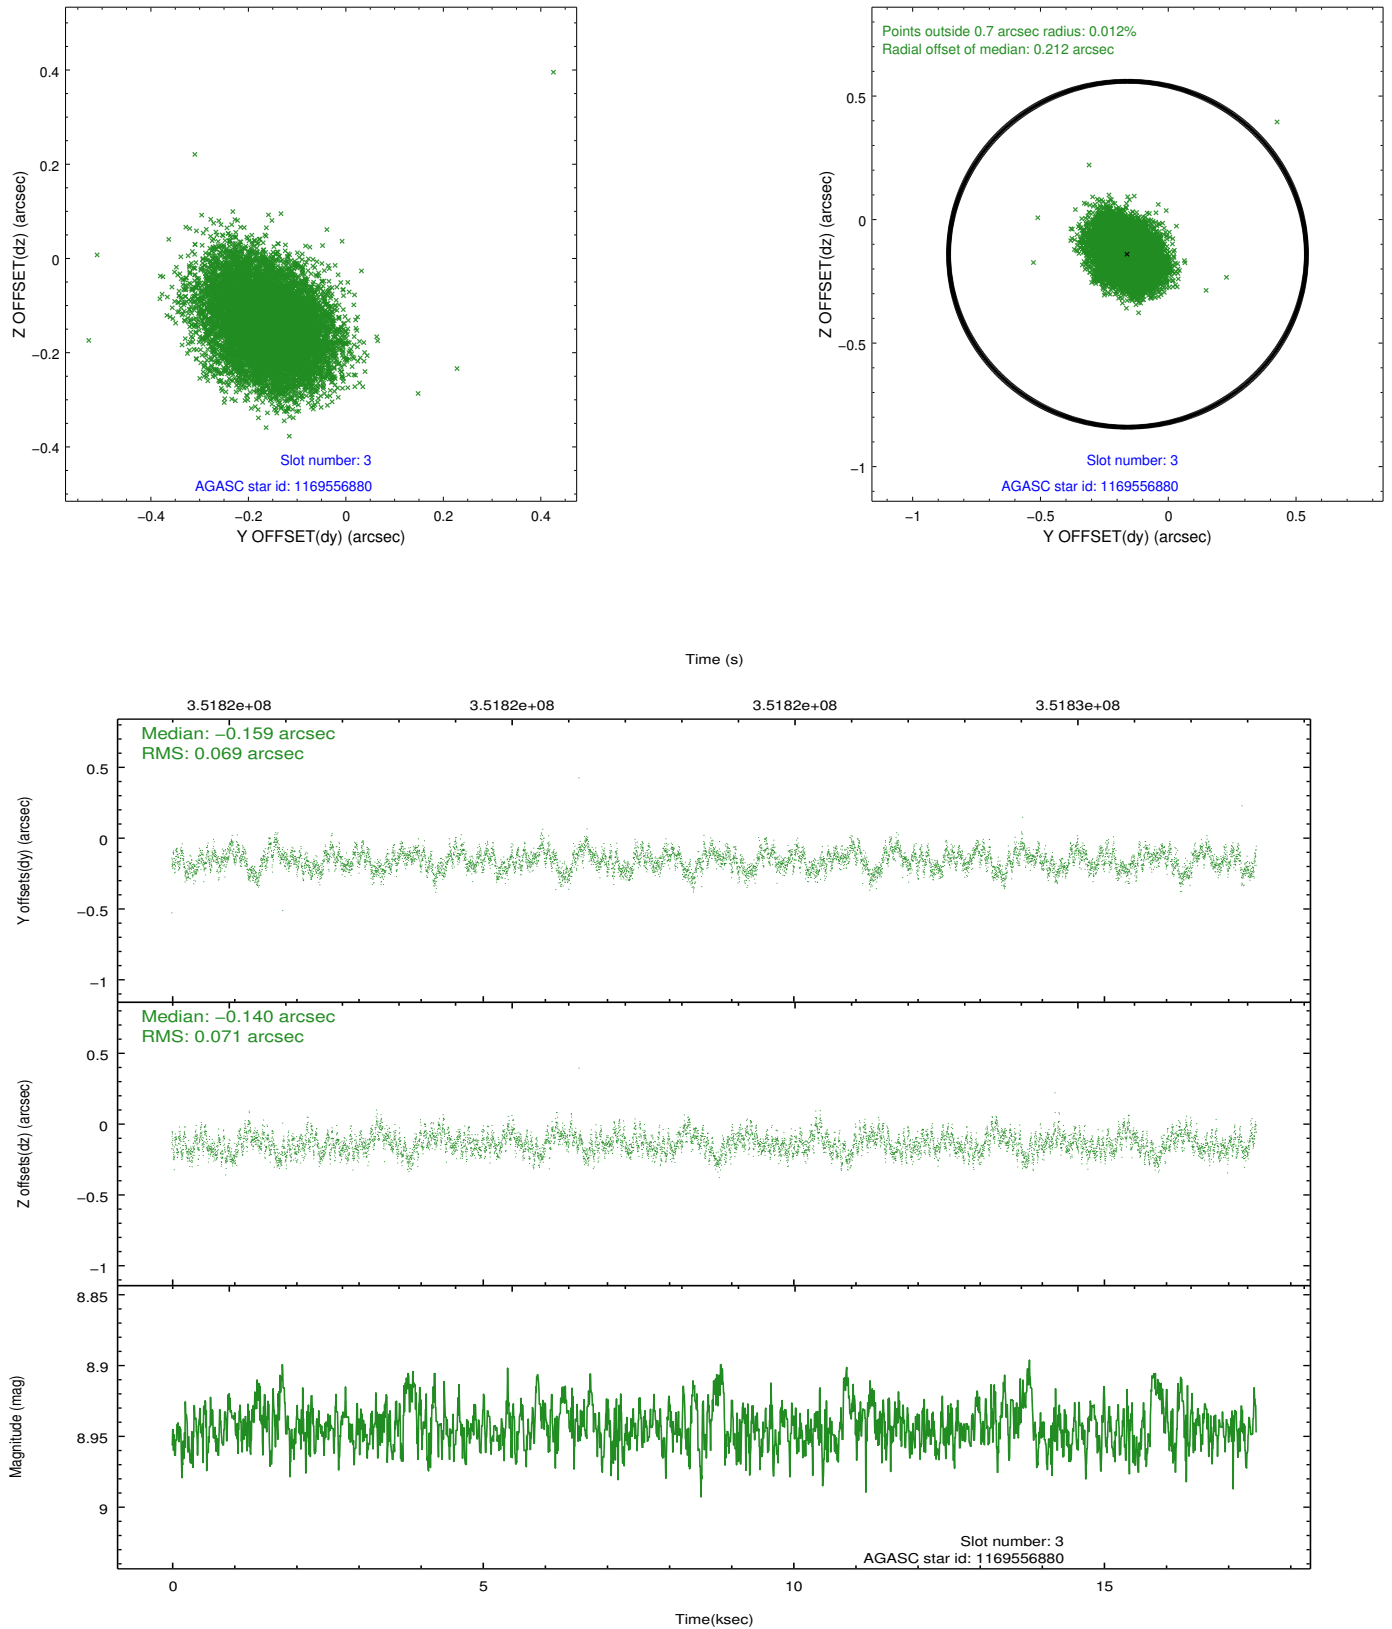 0.4
0.2
0
−0.2
−0.4
Z OFFSET(dz) (arcsec)
Slot number: 3
AGASC star id: 1169556880
−0.4
−0.2
0
0.2
0.4
Y OFFSET(dy) (arcsec)
Points outside 0.7 arcsec radius: 0.012%
Radial offset of median: 0.212 arcsec
0.5
0
−0.5
−1
Z OFFSET(dz) (arcsec)
Slot number: 3
AGASC star id: 1169556880
−1
−0.5
0
0.5
Y OFFSET(dy) (arcsec)
Time (s)
3.5182e+08
3.5182e+08
3.5182e+08
3.5183e+08
Median: −0.159 arcsec
RMS: 0.069 arcsec
0.5
0
−0.5
−1
Y offsets(dy) (arcsec)
Median: −0.140 arcsec
RMS: 0.071 arcsec
0.5
0
−0.5
−1
Z offsets(dz) (arcsec)
8.85
8.9
8.95
9
Magnitude (mag)
Slot number: 3
AGASC star id: 1169556880
0
5
10
15
Time(ksec)